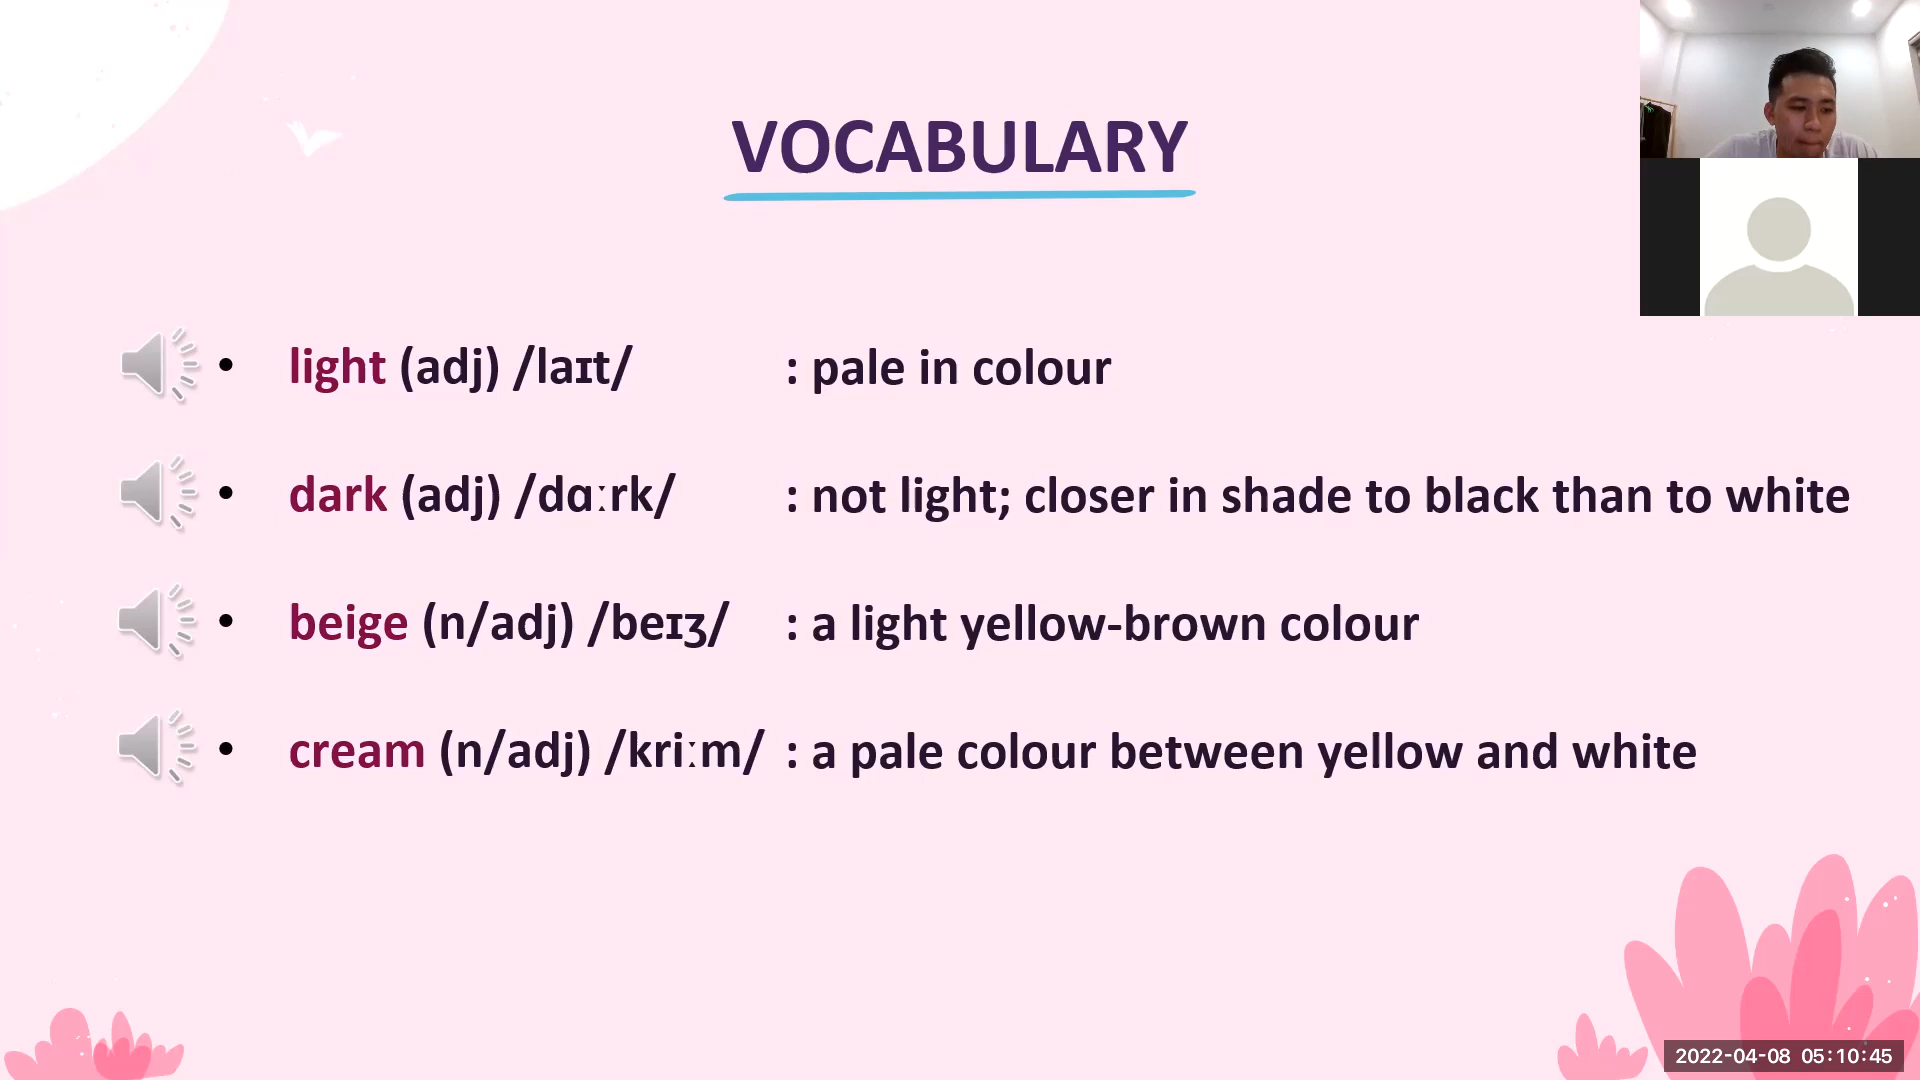 VOCABULARY
• light (adj) /laɪt/ : pale in colour
• dark (adj) /dɑːrk/ : not light; closer in shade to black than to white
• beige (n/adj) /beɪʒ/ : a light yellow-brown colour
• cream (n/adj) /kriːm/ : a pale colour between yellow and white
2022-04-08 05:10:45